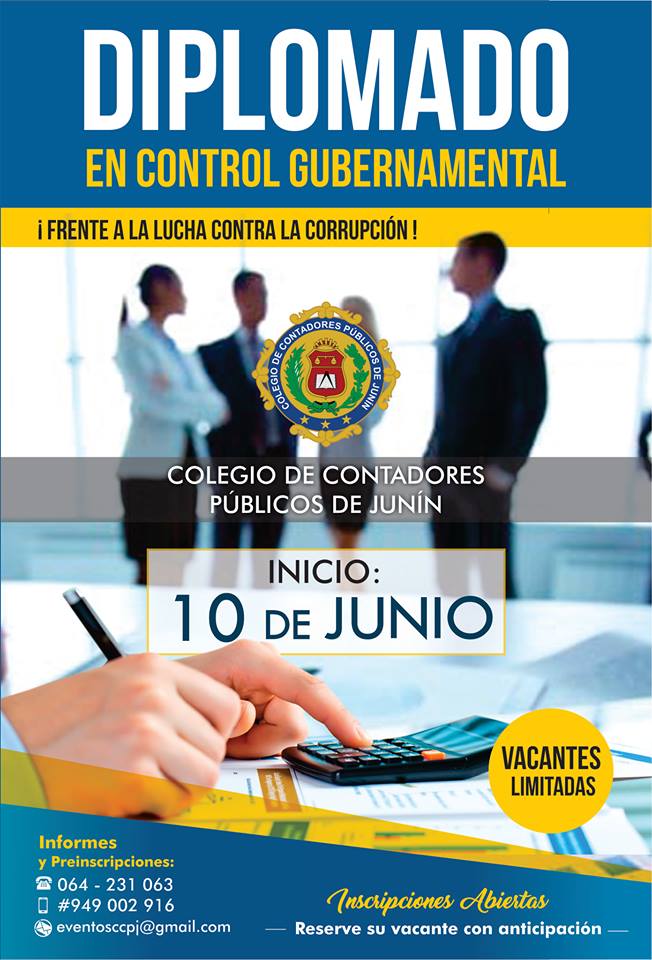 DIPLOMADO
EN CONTROL GUBERNAMENTAL
¡ FRENTE A LA LUCHA CONTRA LA CORRUPCIÓN !
COLEGIO DE CONTADORES PÚBLICOS DE JUNÍN
COLEGIO DE CONTADORES
PÚBLICOS DE JUNÍN
INICIO:
10 DE JUNIO
VACANTES
LIMITADAS
Informes
y Preinscripciones:
064 - 231 063
#949 002 916
eventosccpj@gmail.com
Inscripciones Abiertas
Reserve su vacante con anticipación